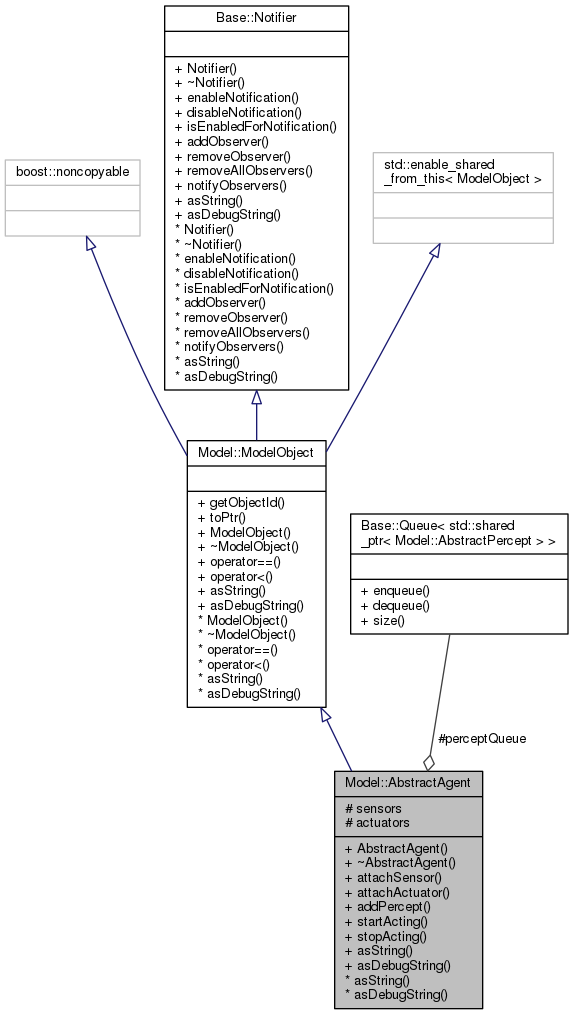 Base::Notifier
+ Notifier()
+ ~Notifier()
+ enableNotification()
+ disableNotification()
+ isEnabledForNotification()
+ addObserver()
+ removeObserver()
+ removeAllObservers()
+ notifyObservers()
+ asString()
+ asDebugString()
* Notifier()
* ~Notifier()
* enableNotification()
* disableNotification()
* isEnabledForNotification()
* addObserver()
* removeObserver()
* removeAllObservers()
* notifyObservers()
* asString()
* asDebugString()
boost::noncopyable
std::enable_shared
_from_this< ModelObject >
Model::ModelObject
+ getObjectId()
+ toPtr()
+ ModelObject()
+ ~ModelObject()
+ operator==()
+ operator<()
+ asString()
+ asDebugString()
* ModelObject()
* ~ModelObject()
* operator==()
* operator<()
* asString()
* asDebugString()
Base::Queue< std::shared
_ptr< Model::AbstractPercept > >
+ enqueue()
+ dequeue()
+ size()
#perceptQueue
Model::AbstractAgent
# sensors
# actuators
+ AbstractAgent()
+ ~AbstractAgent()
+ attachSensor()
+ attachActuator()
+ addPercept()
+ startActing()
+ stopActing()
+ asString()
+ asDebugString()
* asString()
* asDebugString()